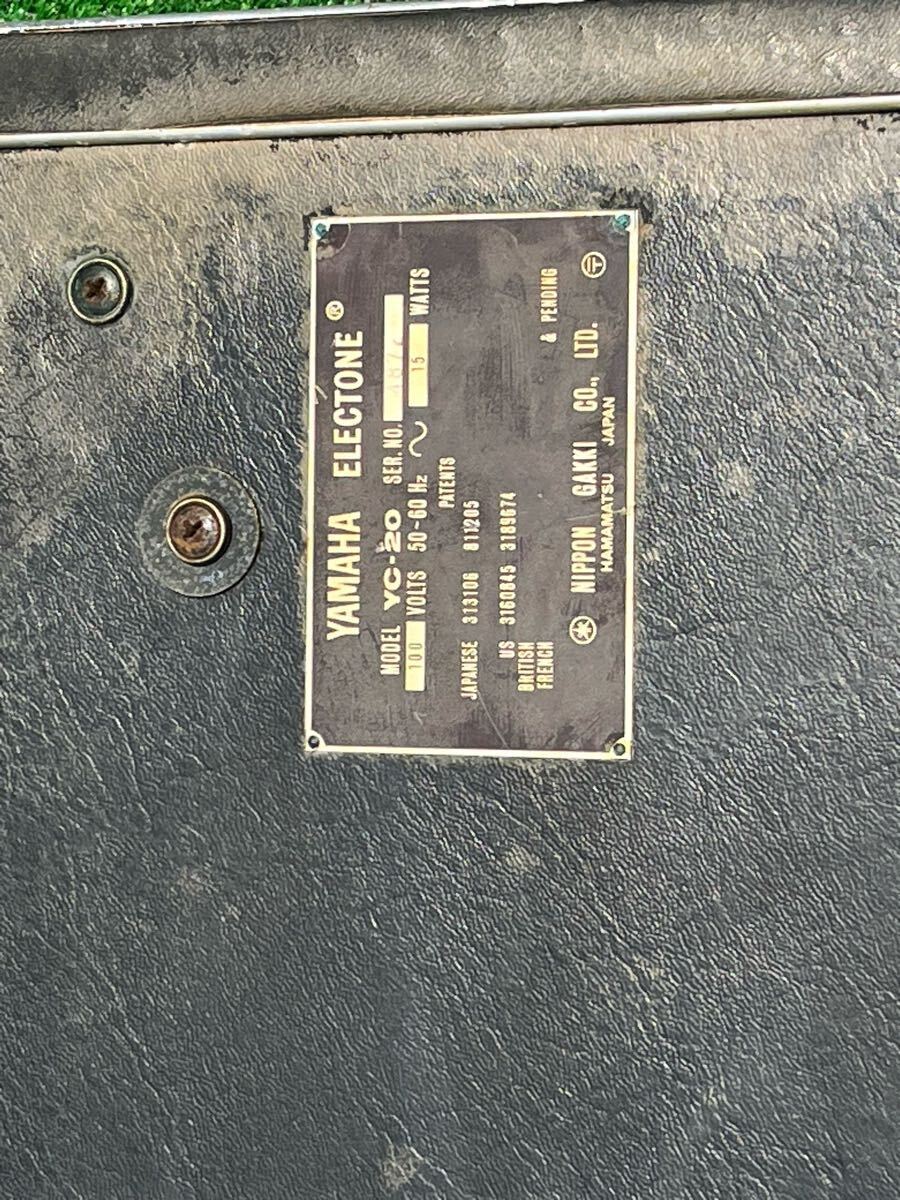 YAMAHA ELECTONE ®
MODEL YC-20 SER. NO.
100 VOLTS 50-60 Hz ~ 15 WATTS
PATENTS
JAPANESE 313106 811205
US 3160845 3189674
BRITISH
FRENCH & PENDING
NIPPON GAKKI CO., LTD.
HAMAMATSU JAPAN